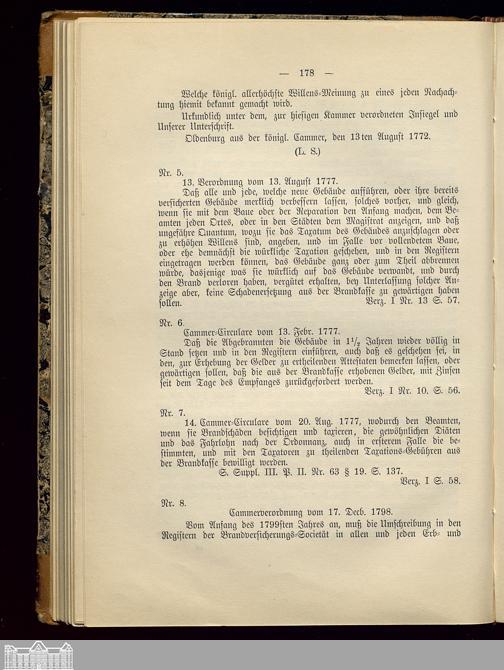 — 178 —
Welche königl. allerhöchste Willens-Meinung zu eines jeden Nachach-
tung hiemit bekannt gemacht wird.
Urkundlich unter dem, zur hiesigen Kammer verordneten Insiegel und
Unserer Unterschrift.
Oldenburg aus der königl. Cammer, den 13ten August 1772.
(L. S.)
Nr. 5.
13. Verordnung vom 13. August 1777.
Daß alle und jede, welche neue Gebäude aufführen, oder ihre bereits
versicherten Gebäude merklich verbessern lassen, solches vorher, und gleich,
wenn sie mit dem Baue oder der Reparation den Anfang machen, dem Be-
amten jeden Ortes, oder in den Städten dem Magistrat anzeigen, und das
ungefähre Quantum, wozu sie das Taxatum des Gebäudes anzuschlagen oder
zu erhöhen Willens sind, angeben, und im Falle vor vollendetem Baue,
oder ehe demnächst die würkliche Taxation geschehen, und in den Registern
eingetragen werden können, das Gebäude ganz oder zum Theil abbrennen
würde, dasjenige was sie würklich auf das Gebäude verwandt, und durch
den Brand verloren haben, vergütet erhalten, bey Unterlassung solcher An-
zeige aber, keine Schadenersetzung aus der Brandkasse zu gewärtigen haben
sollen. Verz. I Nr. 13 S. 57.
Nr. 6.
Cammer-Circulare vom 13. Febr. 1777.
Daß die Abgebrannten die Gebäude in 1½ Jahren wieder völlig in
Stand setzen und in den Registern einführen, auch daß es geschehen sei, in
den, zur Erhebung der Gelder zu ertheilenden Attestaten bemerken lassen, oder
gewärtigen sollen, daß die aus der Brandkasse erhobenen Gelder, mit Zinsen
seit dem Tage des Empfanges zurückgefordert werden.
Verz. I Nr. 10. S. 56.
Nr. 7.
14. Cammer-Circulare vom 20. Aug. 1777, wodurch den Beamten,
wenn sie Brandschäden besichtigen und taxieren, die gewöhnlichen Diäten
und das Fahrlohn nach der Ordonnanz, auch in ersterem Falle die be-
stimmten, und mit den Taxatoren zu theilenden Taxations-Gebühren aus
der Brandkasse bewilligt werden.
S. Suppl. III. P. II. Nr. 63 § 19. S. 137.
Verz. I S. 58.
Nr. 8.
Cammerverordnung vom 17. Decb. 1798.
Vom Anfang des 1799sten Jahres an, muß die Umschreibung in den
Registern der Brandversicherungs-Societät in allen und jeden Erb- und